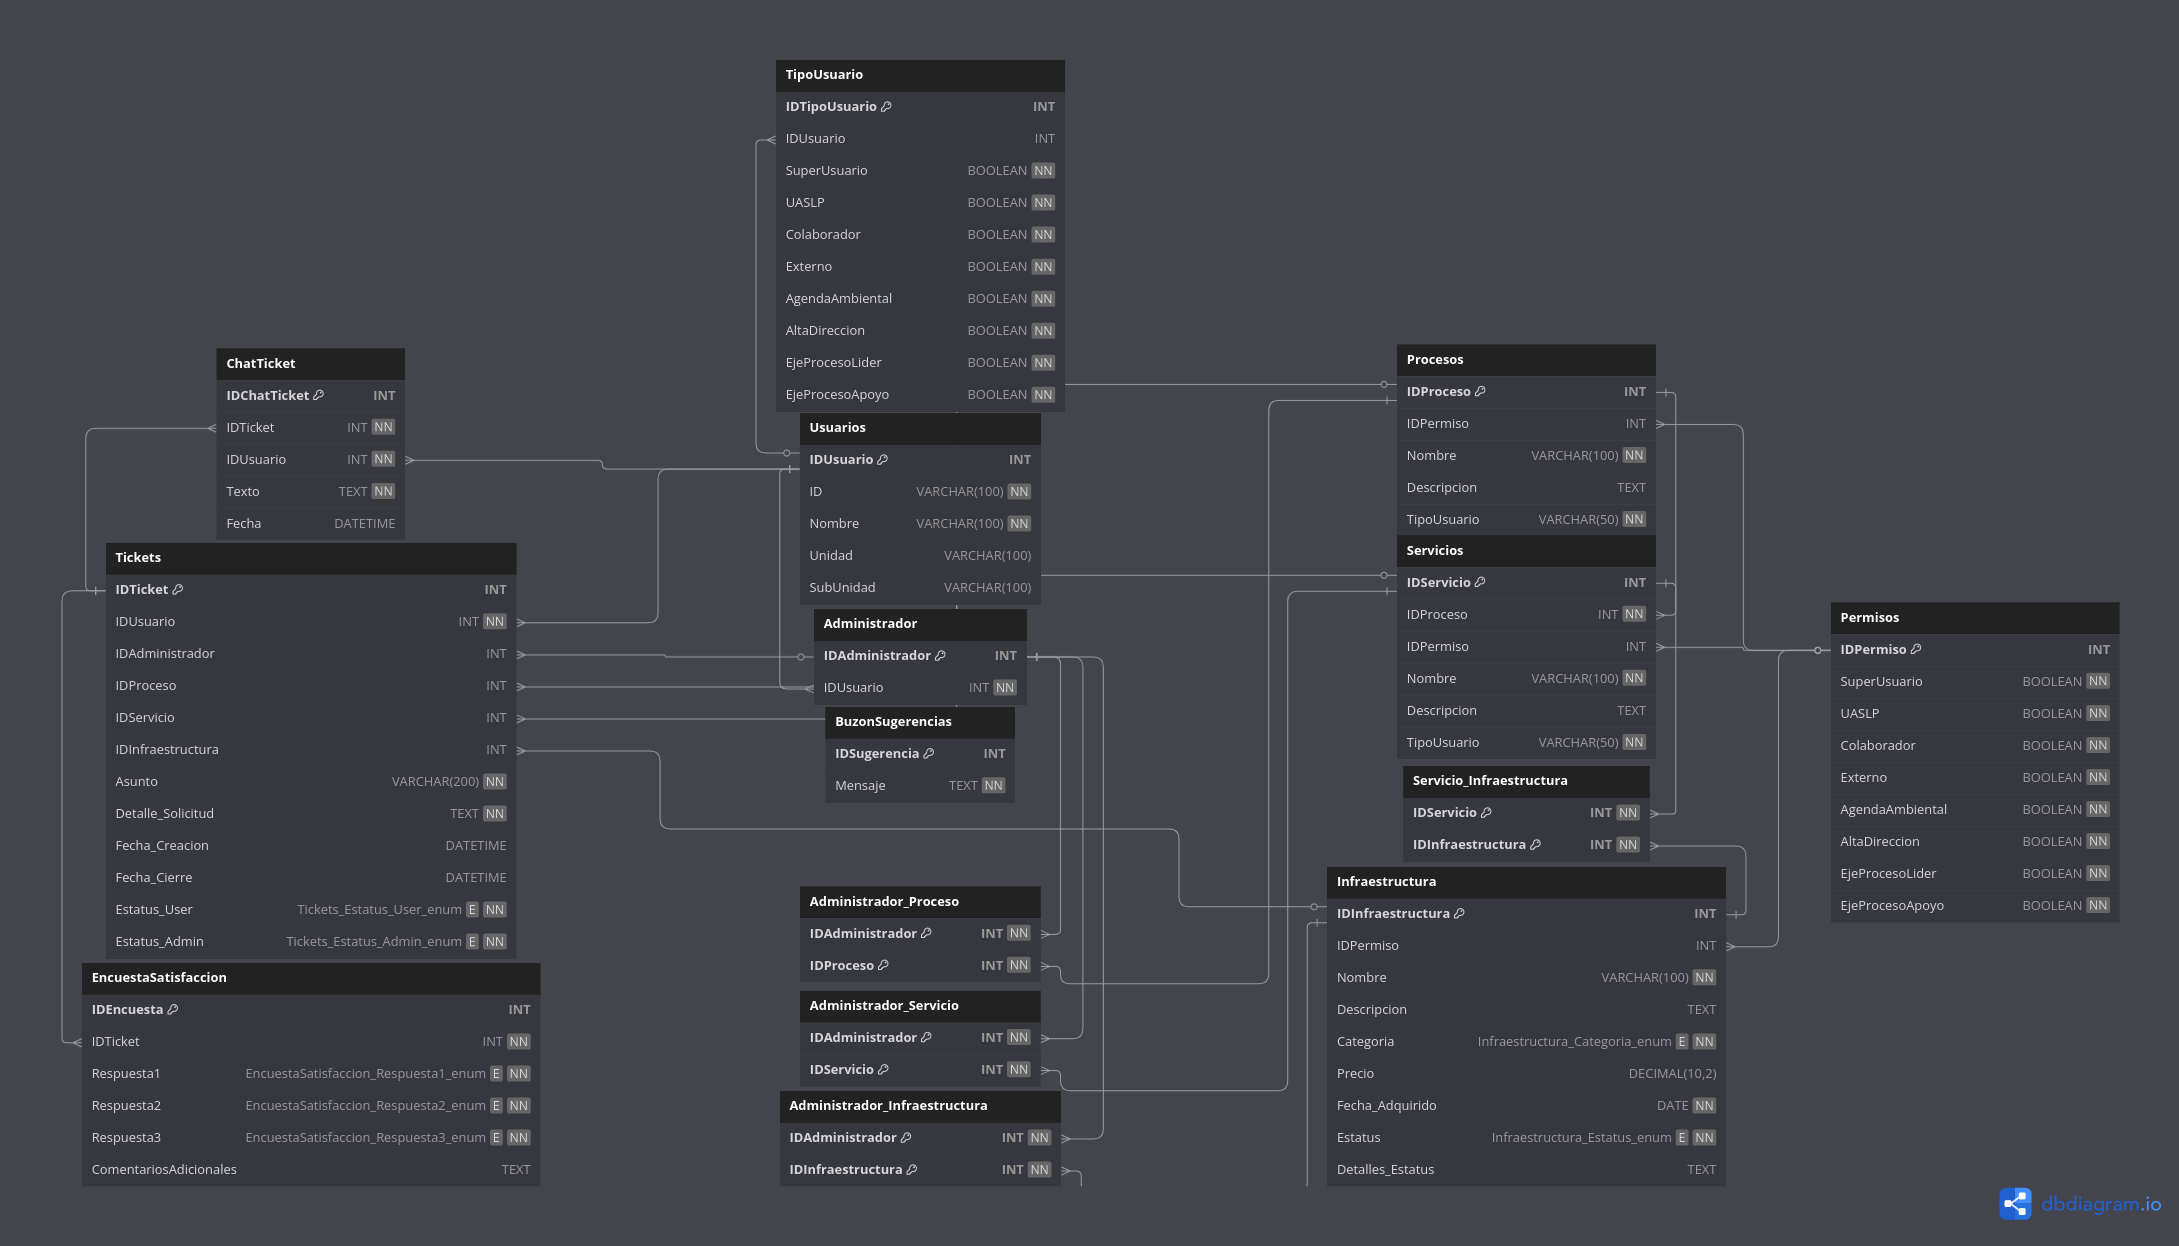 TipoUsuario
IDTipoUsuario INT
IDUsuario INT
SuperUsuario BOOLEAN NN
UASLP BOOLEAN NN
Colaborador BOOLEAN NN
Externo BOOLEAN NN
AgendaAmbiental BOOLEAN NN
AltaDireccion BOOLEAN NN
EjeProcesoLider BOOLEAN NN
EjeProcesoApoyo BOOLEAN NN
ChatTicket
IDChatTicket INT
IDTicket INT NN
IDUsuario INT NN
Texto TEXT NN
Fecha DATETIME
Tickets
IDTicket INT
IDUsuario INT NN
IDAdministrador INT
IDProceso INT
IDServicio INT
IDInfraestructura INT
Asunto VARCHAR(200) NN
Detalle_Solicitud TEXT NN
Fecha_Creacion DATETIME
Fecha_Cierre DATETIME
Estatus_User Tickets_Estatus_User_enum E NN
Estatus_Admin Tickets_Estatus_Admin_enum E NN
EncuestaSatisfaccion
IDEncuesta INT
IDTicket INT NN
Respuesta1 EncuestaSatisfaccion_Respuesta1_enum E NN
Respuesta2 EncuestaSatisfaccion_Respuesta2_enum E NN
Respuesta3 EncuestaSatisfaccion_Respuesta3_enum E NN
ComentariosAdicionales TEXT
Usuarios
IDUsuario INT
ID VARCHAR(100) NN
Nombre VARCHAR(100) NN
Unidad VARCHAR(100)
SubUnidad VARCHAR(100)
Administrador
IDAdministrador INT
IDUsuario INT NN
BuzonSugerencias
IDSugerencia INT
Mensaje TEXT NN
Administrador_Proceso
IDAdministrador INT NN
IDProceso INT NN
Administrador_Servicio
IDAdministrador INT NN
IDServicio INT NN
Administrador_Infraestructura
IDAdministrador INT NN
IDInfraestructura INT NN
Procesos
IDProceso INT
IDPermiso INT
Nombre VARCHAR(100) NN
Descripcion TEXT
TipoUsuario VARCHAR(50) NN
Servicios
IDServicio INT
IDProceso INT NN
IDPermiso INT
Nombre VARCHAR(100) NN
Descripcion TEXT
TipoUsuario VARCHAR(50) NN
Servicio_Infraestructura
IDServicio INT NN
IDInfraestructura INT NN
Infraestructura
IDInfraestructura INT
IDPermiso INT
Nombre VARCHAR(100) NN
Descripcion TEXT
Categoria Infraestructura_Categoria_enum E NN
Precio DECIMAL(10,2)
Fecha_Adquirido DATE NN
Estatus Infraestructura_Estatus_enum E NN
Detalles_Estatus TEXT
Permisos
IDPermiso INT
SuperUsuario BOOLEAN NN
UASLP BOOLEAN NN
Colaborador BOOLEAN NN
Externo BOOLEAN NN
AgendaAmbiental BOOLEAN NN
AltaDireccion BOOLEAN NN
EjeProcesoLider BOOLEAN NN
EjeProcesoApoyo BOOLEAN NN
dbdiagram.io